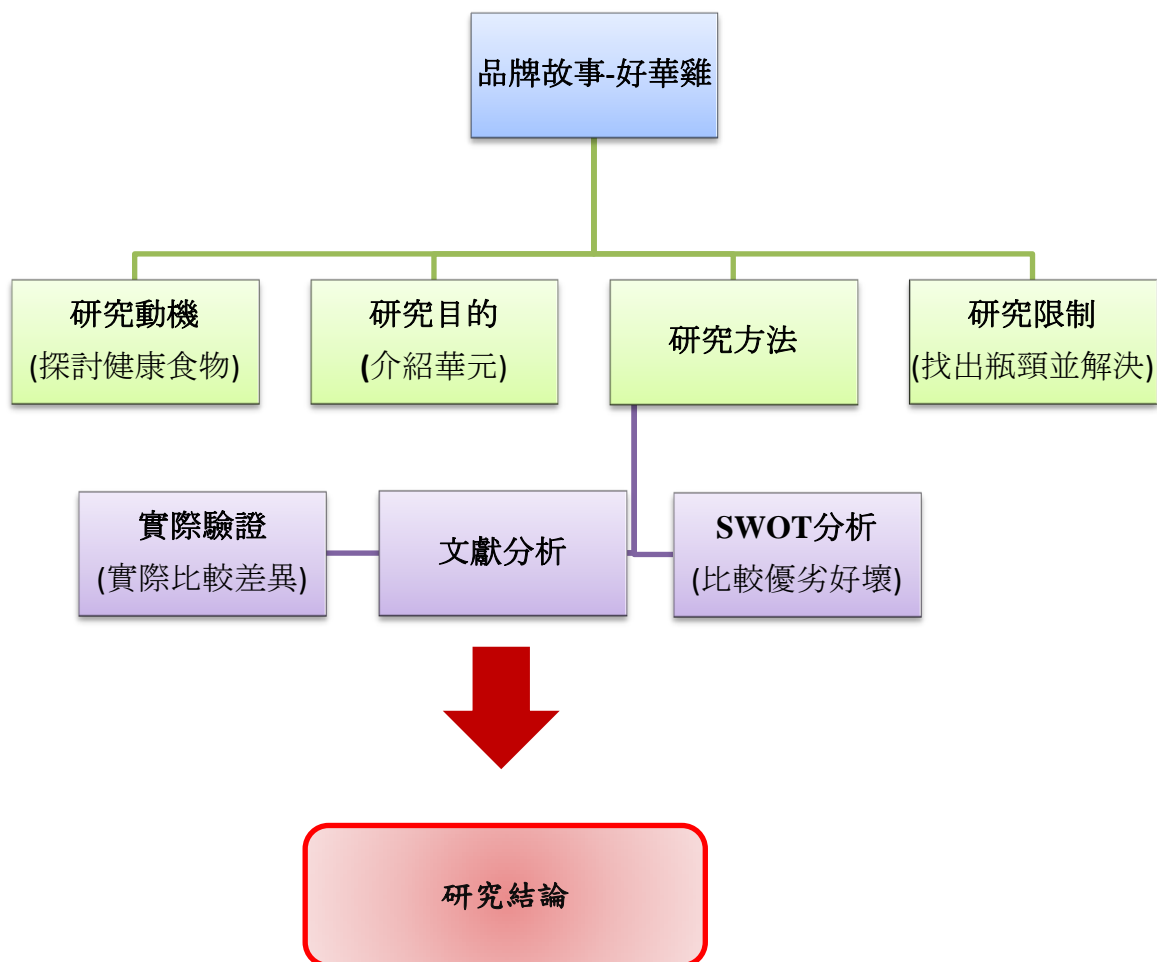 品牌故事-好華雞
研究動機
(探討健康食物)
研究目的
(介紹華元)
研究方法
研究限制
(找出瓶頸並解決)
實際驗證
(實際比較差異)
文獻分析
SWOT分析
(比較優劣好壞)
研究結論